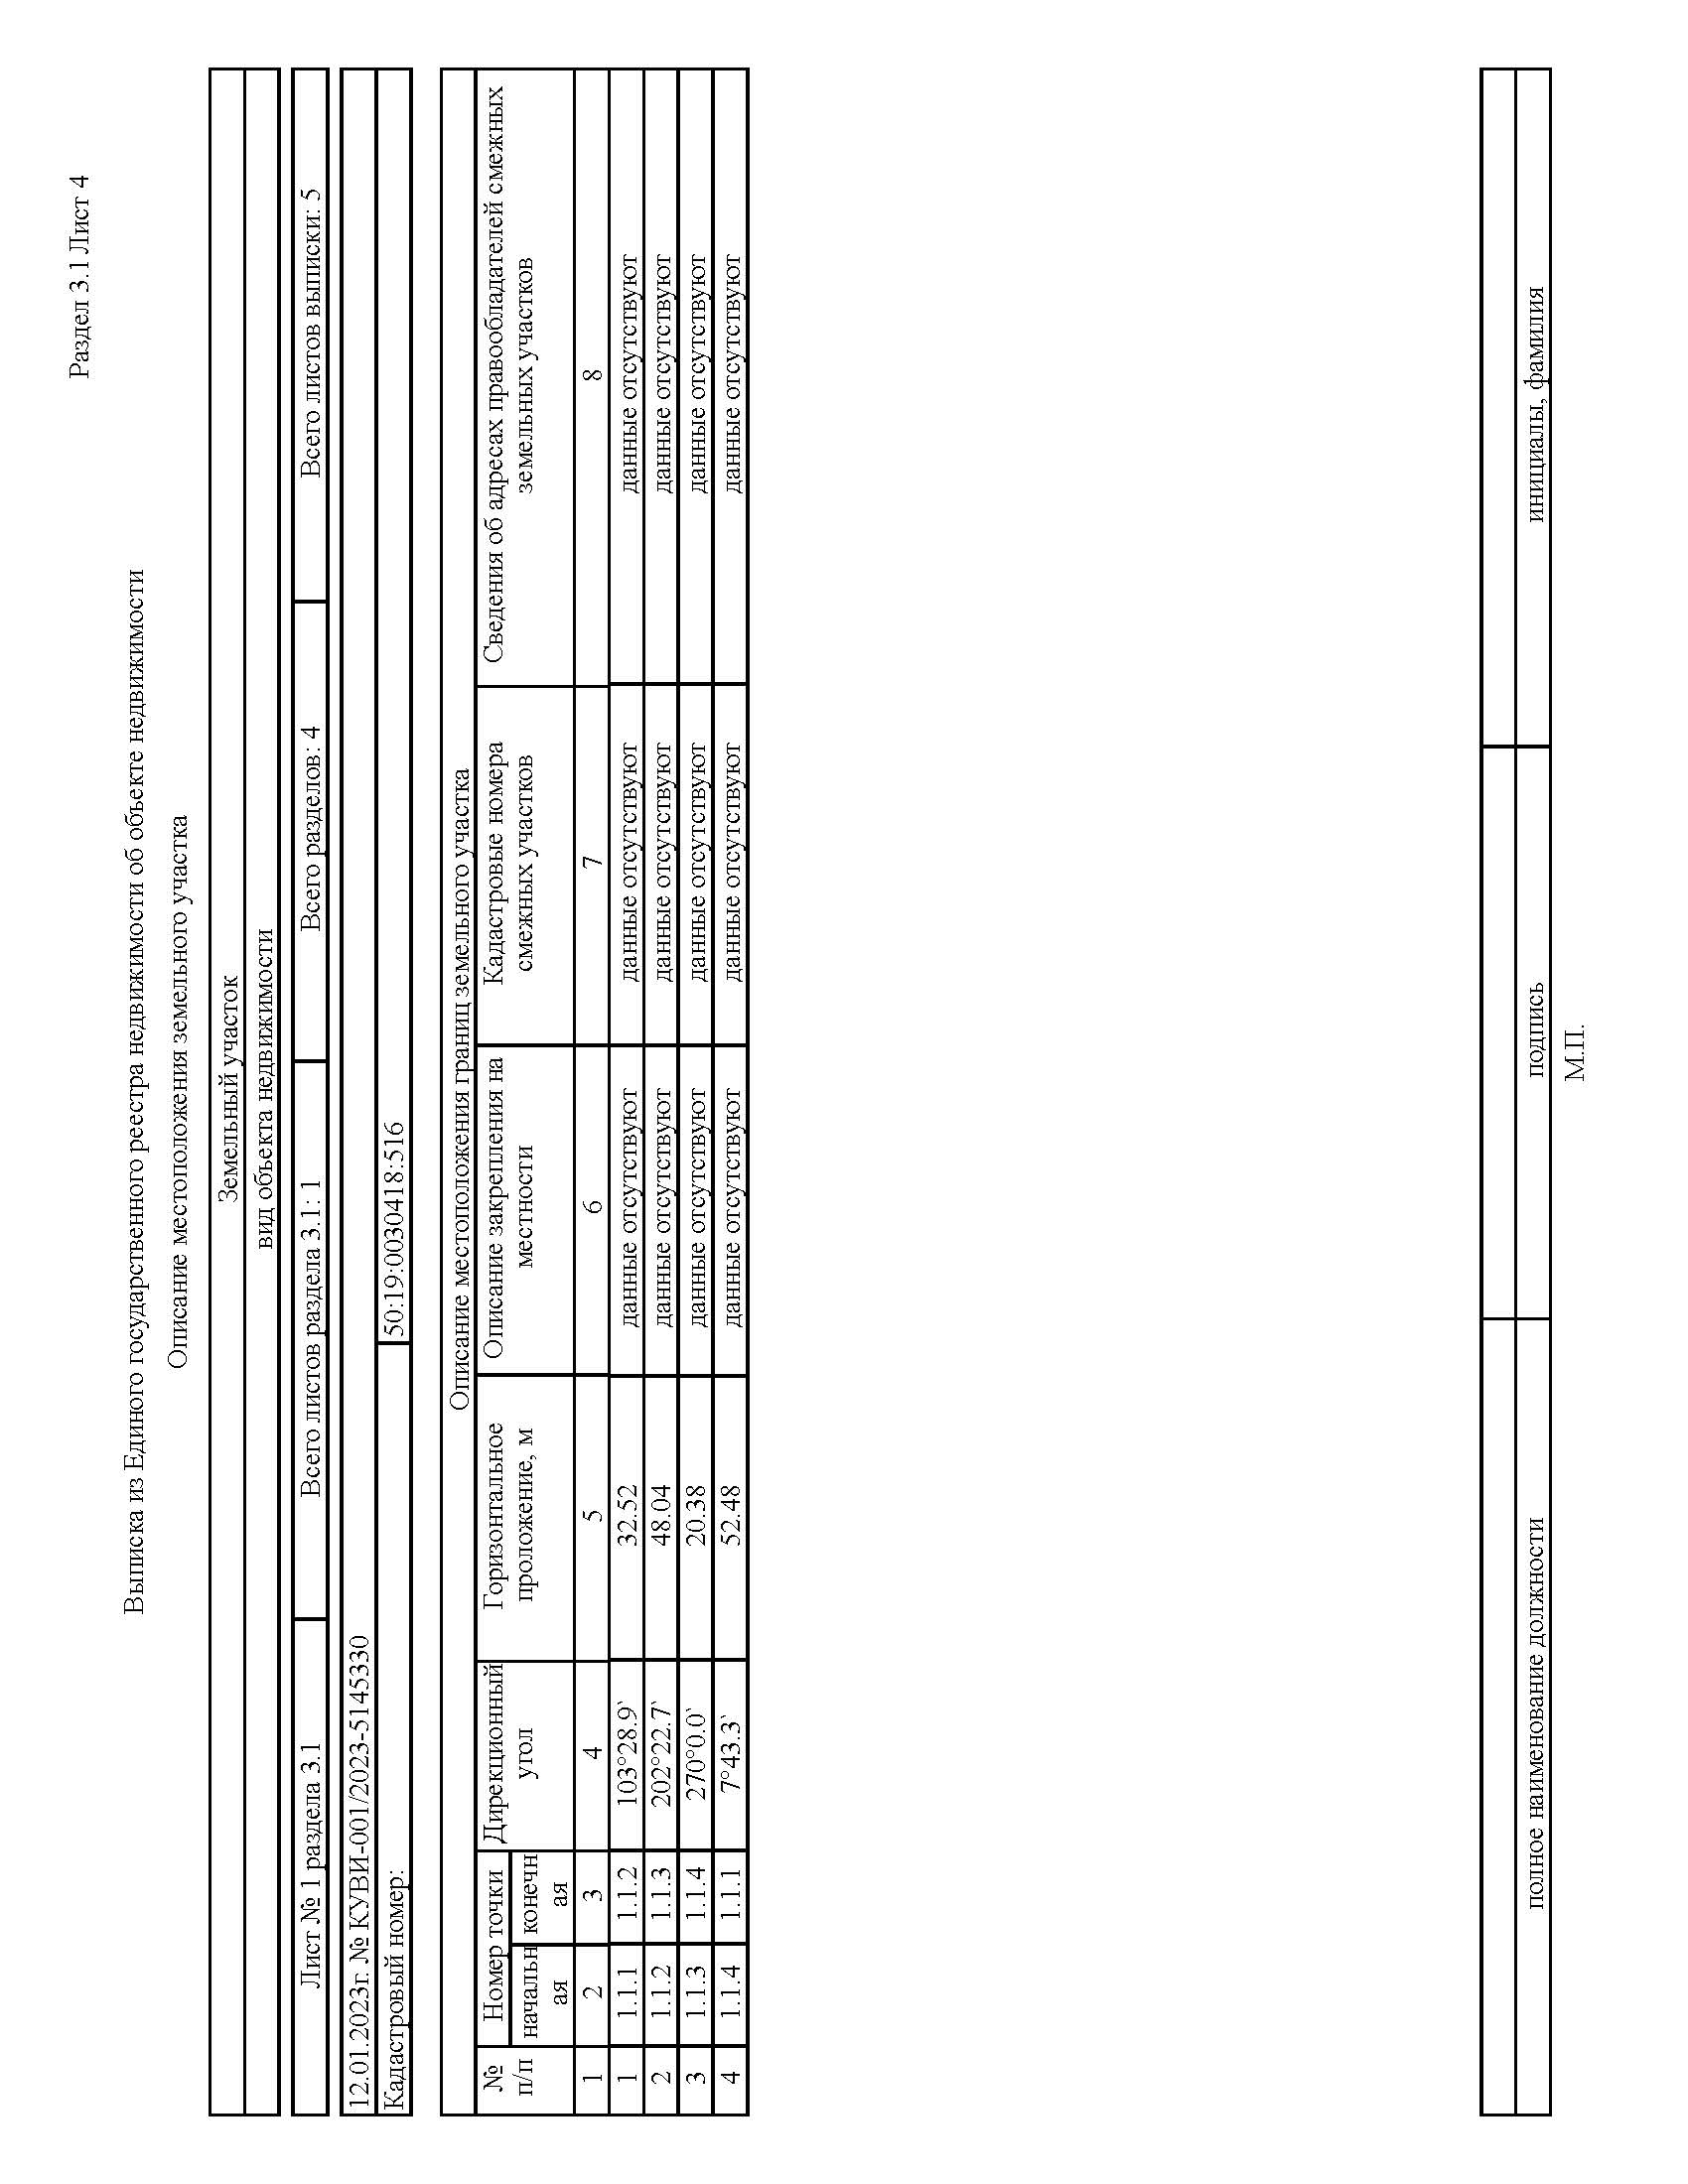 Раздел 3.1 Лист 4
Выписка из Единого государственного реестра недвижимости об объекте недвижимости
Описание местоположения земельного участка
Земельный участок
вид объекта недвижимости
Лист № 1 раздела 3.1 Всего листов раздела 3.1: 1 Всего разделов: 4 Всего листов выписки: 5
12.01.2023г. № КУВИ-001/2023-5145330
Кадастровый номер: 50:19:0030418:516
Описание местоположения границ земельного участка
№ Номер точки Дирекционный Горизонтальное Описание закрепления на Кадастровые номера Сведения об адресах правообладателей смежных
п/п начальн конечн угол проложение, м местности смежных участков земельных участков
ая ая
1 2 3 4 5 6 7 8
1 1.1.1 1.1.2 103°28.9` 32.52 данные отсутствуют данные отсутствуют данные отсутствуют
2 1.1.2 1.1.3 202°22.7` 48.04 данные отсутствуют данные отсутствуют данные отсутствуют
3 1.1.3 1.1.4 270°0.0` 20.38 данные отсутствуют данные отсутствуют данные отсутствуют
4 1.1.4 1.1.1 7°43.3` 52.48 данные отсутствуют данные отсутствуют данные отсутствуют
полное наименование должности подпись инициалы, фамилия
М.П.